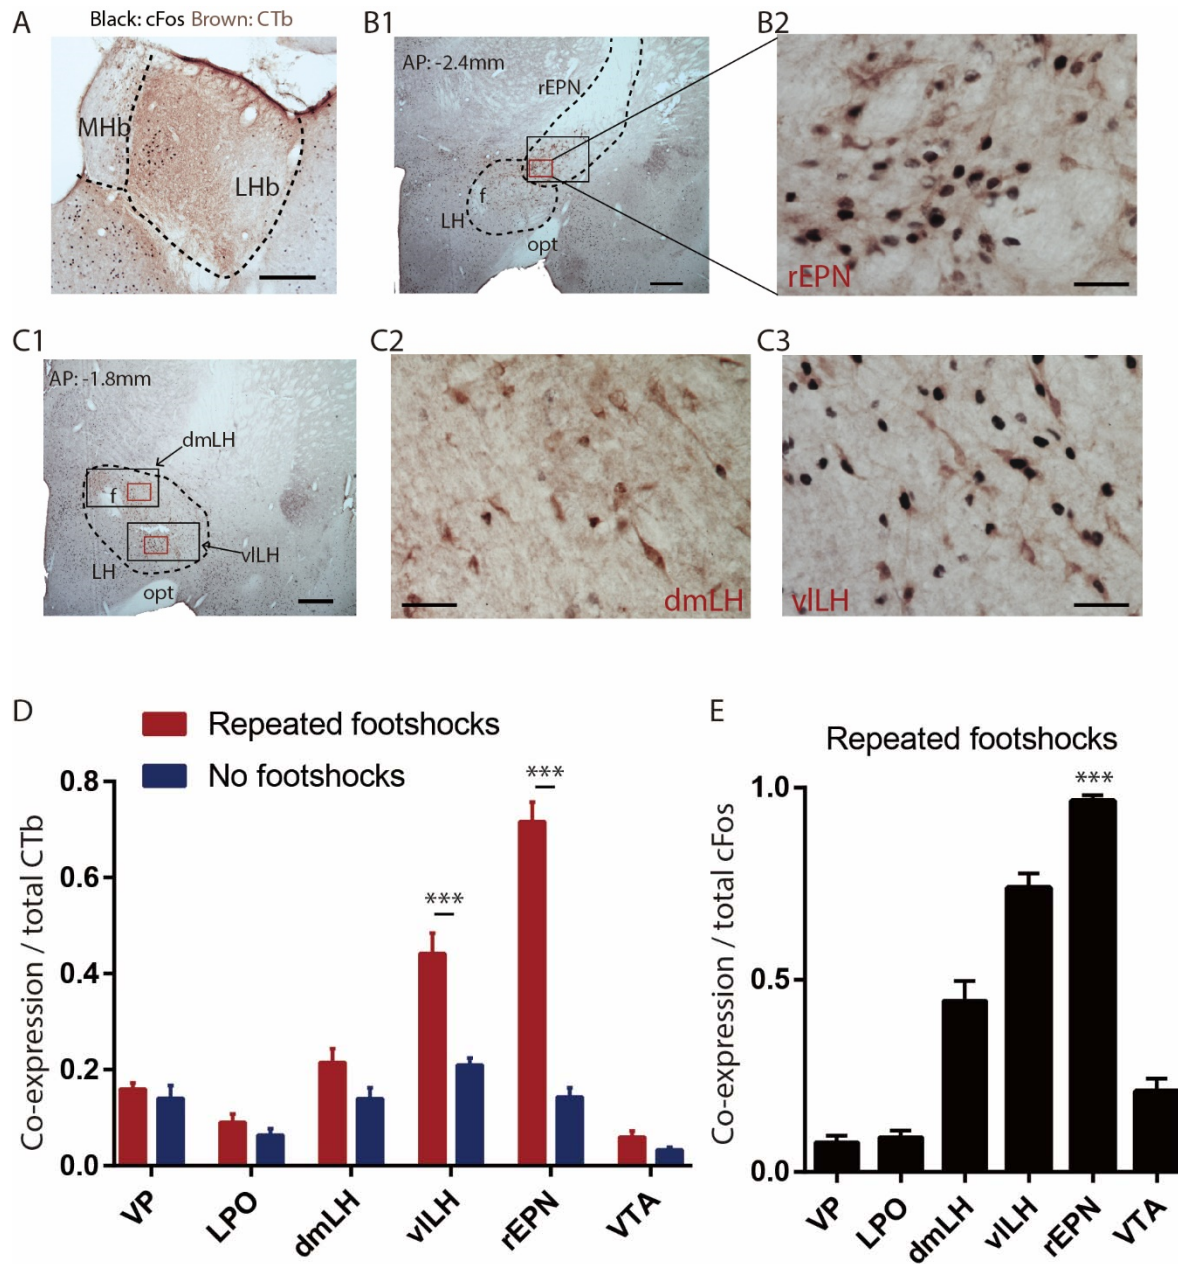 A
Black: cFos Brown: CTb
MHb
LHb
B1
AP: -2.4mm
rEPN
f
LH
opt
B2
rEPN
C1
AP: -1.8mm
dmLH
f
vlLH
LH
opt
C2
dmLH
C3
vlLH
D
Repeated footshocks
No footshocks
Co-expression / total CTb
0.8
0.6
0.4
0.2
0.0
***
***
VP
LPO
dmLH
vlLH
rEPN
VTA
E
Repeated footshocks
Co-expression / total cFos
1.0
0.5
0.0
***
VP
LPO
dmLH
vlLH
rEPN
VTA